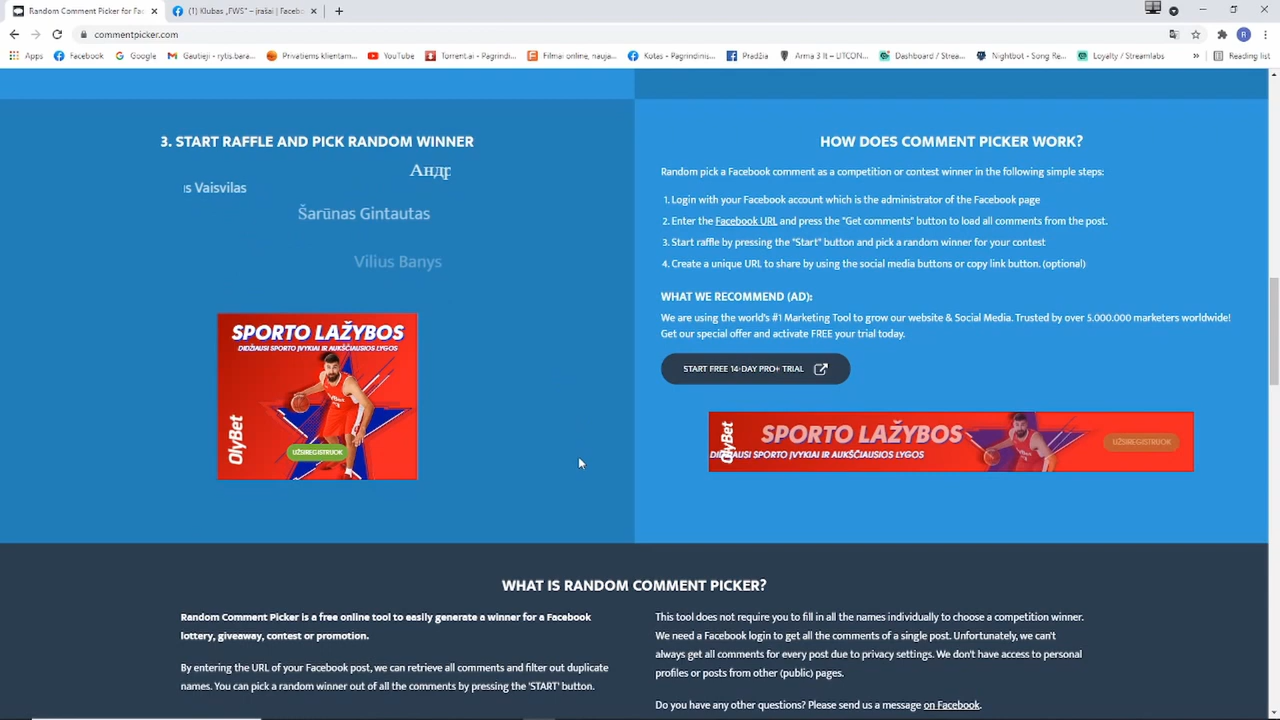 Random Comment Picker for Fac
(1) Klubas „FWS“ – įrašai | Facebo
commentpicker.com
Apps
Facebook
Google
Gautieji - rytis.bara...
Privatiems klientam...
YouTube
Torrent.ai - Pagrindi...
Filmai online, nauja...
Kotas - Pagrindinis...
Pradžia
Arma 3 lt – LITCON...
Dashboard / Strea...
Nightbot - Song Re...
Loyalty / Streamlabs
»
Reading list
3. START RAFFLE AND PICK RANDOM WINNER
Андр
s Vaisvilas
Šarūnas Gintautas
Vilius Banys
SPORTO LAŽYBOS
DIDŽIAUSI SPORTO ĮVYKIAI IR AUKŠČIAUSIOS LYGOS
OlyBet
UŽSIREGISTRUOK
HOW DOES COMMENT PICKER WORK?
Random pick a Facebook comment as a competition or contest winner in the following simple steps:
1. Login with your Facebook account which is the administrator of the Facebook page
2. Enter the Facebook URL and press the "Get comments" button to load all comments from the post.
3. Start raffle by pressing the "Start" button and pick a random winner for your contest
4. Create a unique URL to share by using the social media buttons or copy link button. (optional)
WHAT WE RECOMMEND (AD):
We are using the world's #1 Marketing Tool to grow our website & Social Media. Trusted by over 5.000.000 marketers worldwide!
Get our special offer and activate FREE your trial today.
START FREE 14-DAY PRO+ TRIAL
OlyBet
SPORTO LAŽYBOS
DIDŽIAUSI SPORTO ĮVYKIAI IR AUKŠČIAUSIOS LYGOS
UŽSIREGISTRUOK
WHAT IS RANDOM COMMENT PICKER?
Random Comment Picker is a free online tool to easily generate a winner for a Facebook
lottery, giveaway, contest or promotion.
By entering the URL of your Facebook post, we can retrieve all comments and filter out duplicate
names. You can pick a random winner out of all the comments by pressing the 'START' button.
This tool does not require you to fill in all the names individually to choose a competition winner.
We need a Facebook login to get all the comments of a single post. Unfortunately, we can't
always get all comments for every post due to privacy settings. We don't have access to personal
profiles or posts from other (public) pages.
Do you have any other questions? Please send us a message on Facebook.